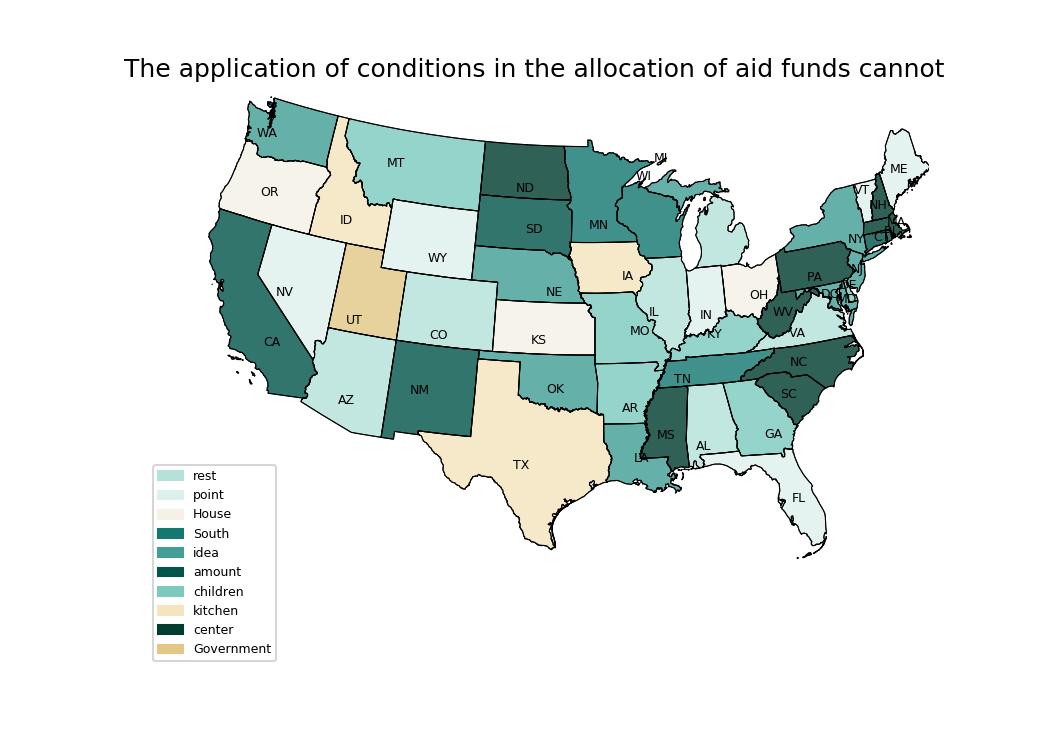 The application of conditions in the allocation of aid funds cannot
WA
MT
ND
MN
WI
MI
ME
VT
NH
MA
OR
ID
SD
NY
CT
RI
WY
NE
IA
PA
NJ
NV
UT
CO
KS
MO
IL
IN
OH
WV
DC
DE
MD
VA
KY
CA
AZ
NM
OK
AR
TN
NC
SC
TX
LA
MS
AL
GA
FL
rest
point
House
South
idea
amount
children
kitchen
center
Government